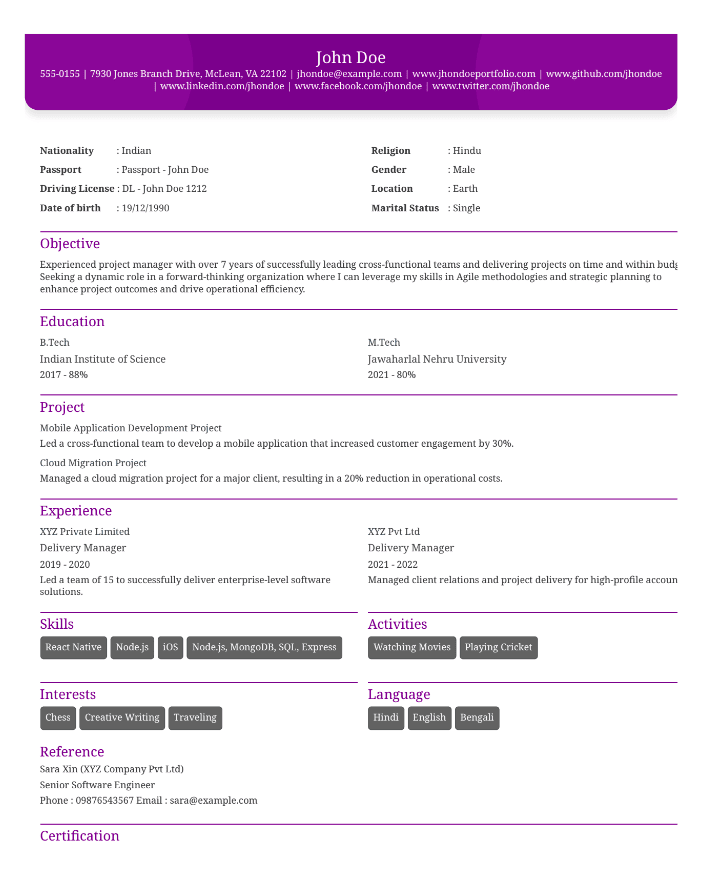 John Doe
555-0155 | 7930 Jones Branch Drive, McLean, VA 22102 | jhondoe@example.com | www.jhondoeportfolio.com | www.github.com/jhondoe
| www.linkedin.com/jhondoe | www.facebook.com/jhondoe | www.twitter.com/jhondoe
Nationality : Indian
Religion : Hindu
Passport : Passport - John Doe
Gender : Male
Driving License : DL - John Doe 1212
Location : Earth
Date of birth : 19/12/1990
Marital Status : Single
Objective
Experienced project manager with over 7 years of successfully leading cross-functional teams and delivering projects on time and within
Seeking a dynamic role in a forward-thinking organization where I can leverage my skills in Agile methodologies and strategic planning to
enhance project outcomes and drive operational efficiency.
Education
B.Tech
Indian Institute of Science
2017 - 88%
M.Tech
Jawaharlal Nehru University
2021 - 80%
Project
Mobile Application Development Project
Led a cross-functional team to develop a mobile application that increased customer engagement by 30%.
Cloud Migration Project
Managed a cloud migration project for a major client, resulting in a 20% reduction in operational costs.
Experience
XYZ Private Limited
Delivery Manager
2019 - 2020
Led a team of 15 to successfully deliver enterprise-level software
solutions.
XYZ Pvt Ltd
Delivery Manager
2021 - 2022
Managed client relations and project delivery for high-profile accoun
Skills
React Native Node.js iOS Node.js, MongoDB, SQL, Express
Activities
Watching Movies Playing Cricket
Interests
Chess Creative Writing Traveling
Language
Hindi English Bengali
Reference
Sara Xin (XYZ Company Pvt Ltd)
Senior Software Engineer
Phone : 09876543567 Email : sara@example.com
Certification